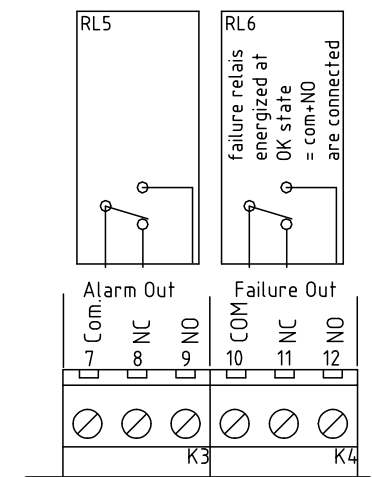 RL5
RL6
failure relais
energized at
OK state
= com+NO
are connected
Alarm Out
Failure Out
Com.
NC
NO
COM
NC
NO
7
8
9
10
11
12
K3
K4